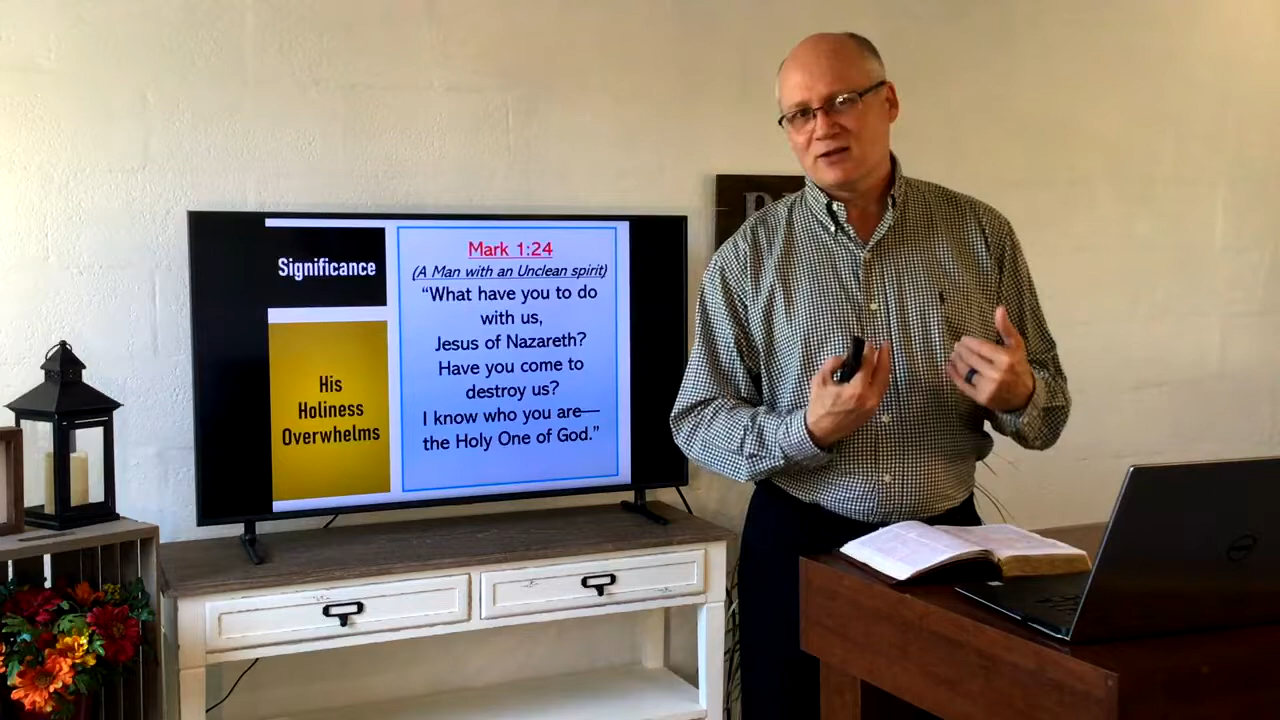 Significance
His
Holiness
Overwhelms
Mark 1:24
(A Man with an Unclean spirit)
“What have you to do
with us,
Jesus of Nazareth?
Have you come to
destroy us?
I know who you are—
the Holy One of God.”